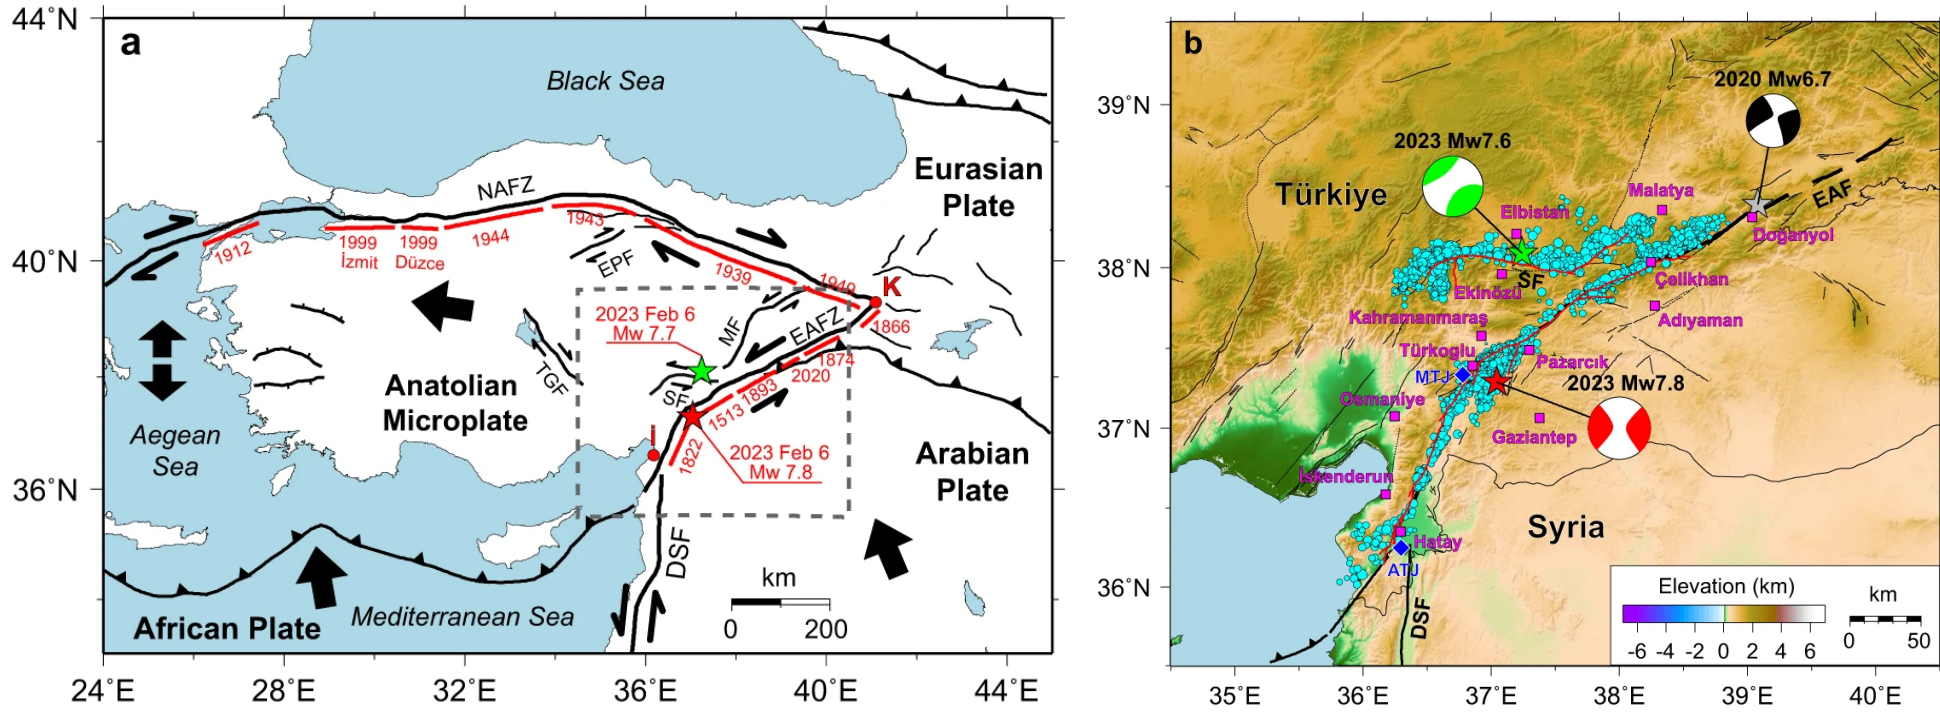 a
44°N
40°N
36°N
24°E
28°E
32°E
36°E
40°E
44°E
Black Sea
Eurasian
Plate
NAFZ
1912
1999
İzmit
1999
Düzce
1944
1943
1939
1949
K
1866
EPF
2023 Feb 6
Mw 7.7
MF
EAFZ
1874
2020
1893
1513
1822
SF
TGF
Anatolian
Microplate
Aegean
Sea
2023 Feb 6
Mw 7.8
Arabian
Plate
DSF
km
0
200
African Plate
Mediterranean Sea
b
39°N
38°N
37°N
36°N
35°E
36°E
37°E
38°E
39°E
40°E
2020 Mw6.7
2023 Mw7.6
Türkiye
Malatya
Elbistan
EAF
Doğanyol
SF
Ekinözü
Çelikhan
Kahramanmaraş
Adıyaman
Türkoglu
Pazarcık
MTJ
2023 Mw7.8
Osmaniye
Gaziantep
İskenderun
Syria
Hatay
ATJ
DSF
Elevation (km)
-6 -4 -2 0 2 4 6
km
0
50